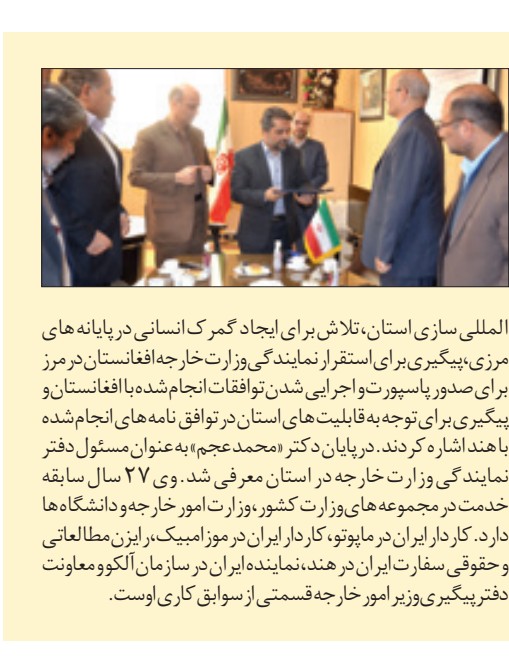 المللی سازی استان، تلاش برای ایجاد گمرک انسانی در پایانه های
مرزی، پیگیری برای استقرار نمایندگی وزارت خارجه افغانستان در مرز
برای صدور پاسپورت و اجرایی شدن توافقات انجام شده با افغانستان و
پیگیری برای توجه به قابلیت های استان در توافق نامه های انجام شده
با هند اشاره کردند. در پایان دکتر «محمد عجم» به عنوان مسئول دفتر
نمایندگی وزارت خارجه در استان معرفی شد. وی ۲۷ سال سابقه
خدمت در مجموعه های وزارت کشور، وزارت امور خارجه و دانشگاه ها
دارد. کاردار ایران در ماپوتو، کاردار ایران در موزامبیک، رایزن مطالعاتی
و حقوقی سفارت ایران در هند، نماینده ایران در سازمان آلکو و معاونت
دفتر پیگیری وزیر امور خارجه قسمتی از سوابق کاری اوست.